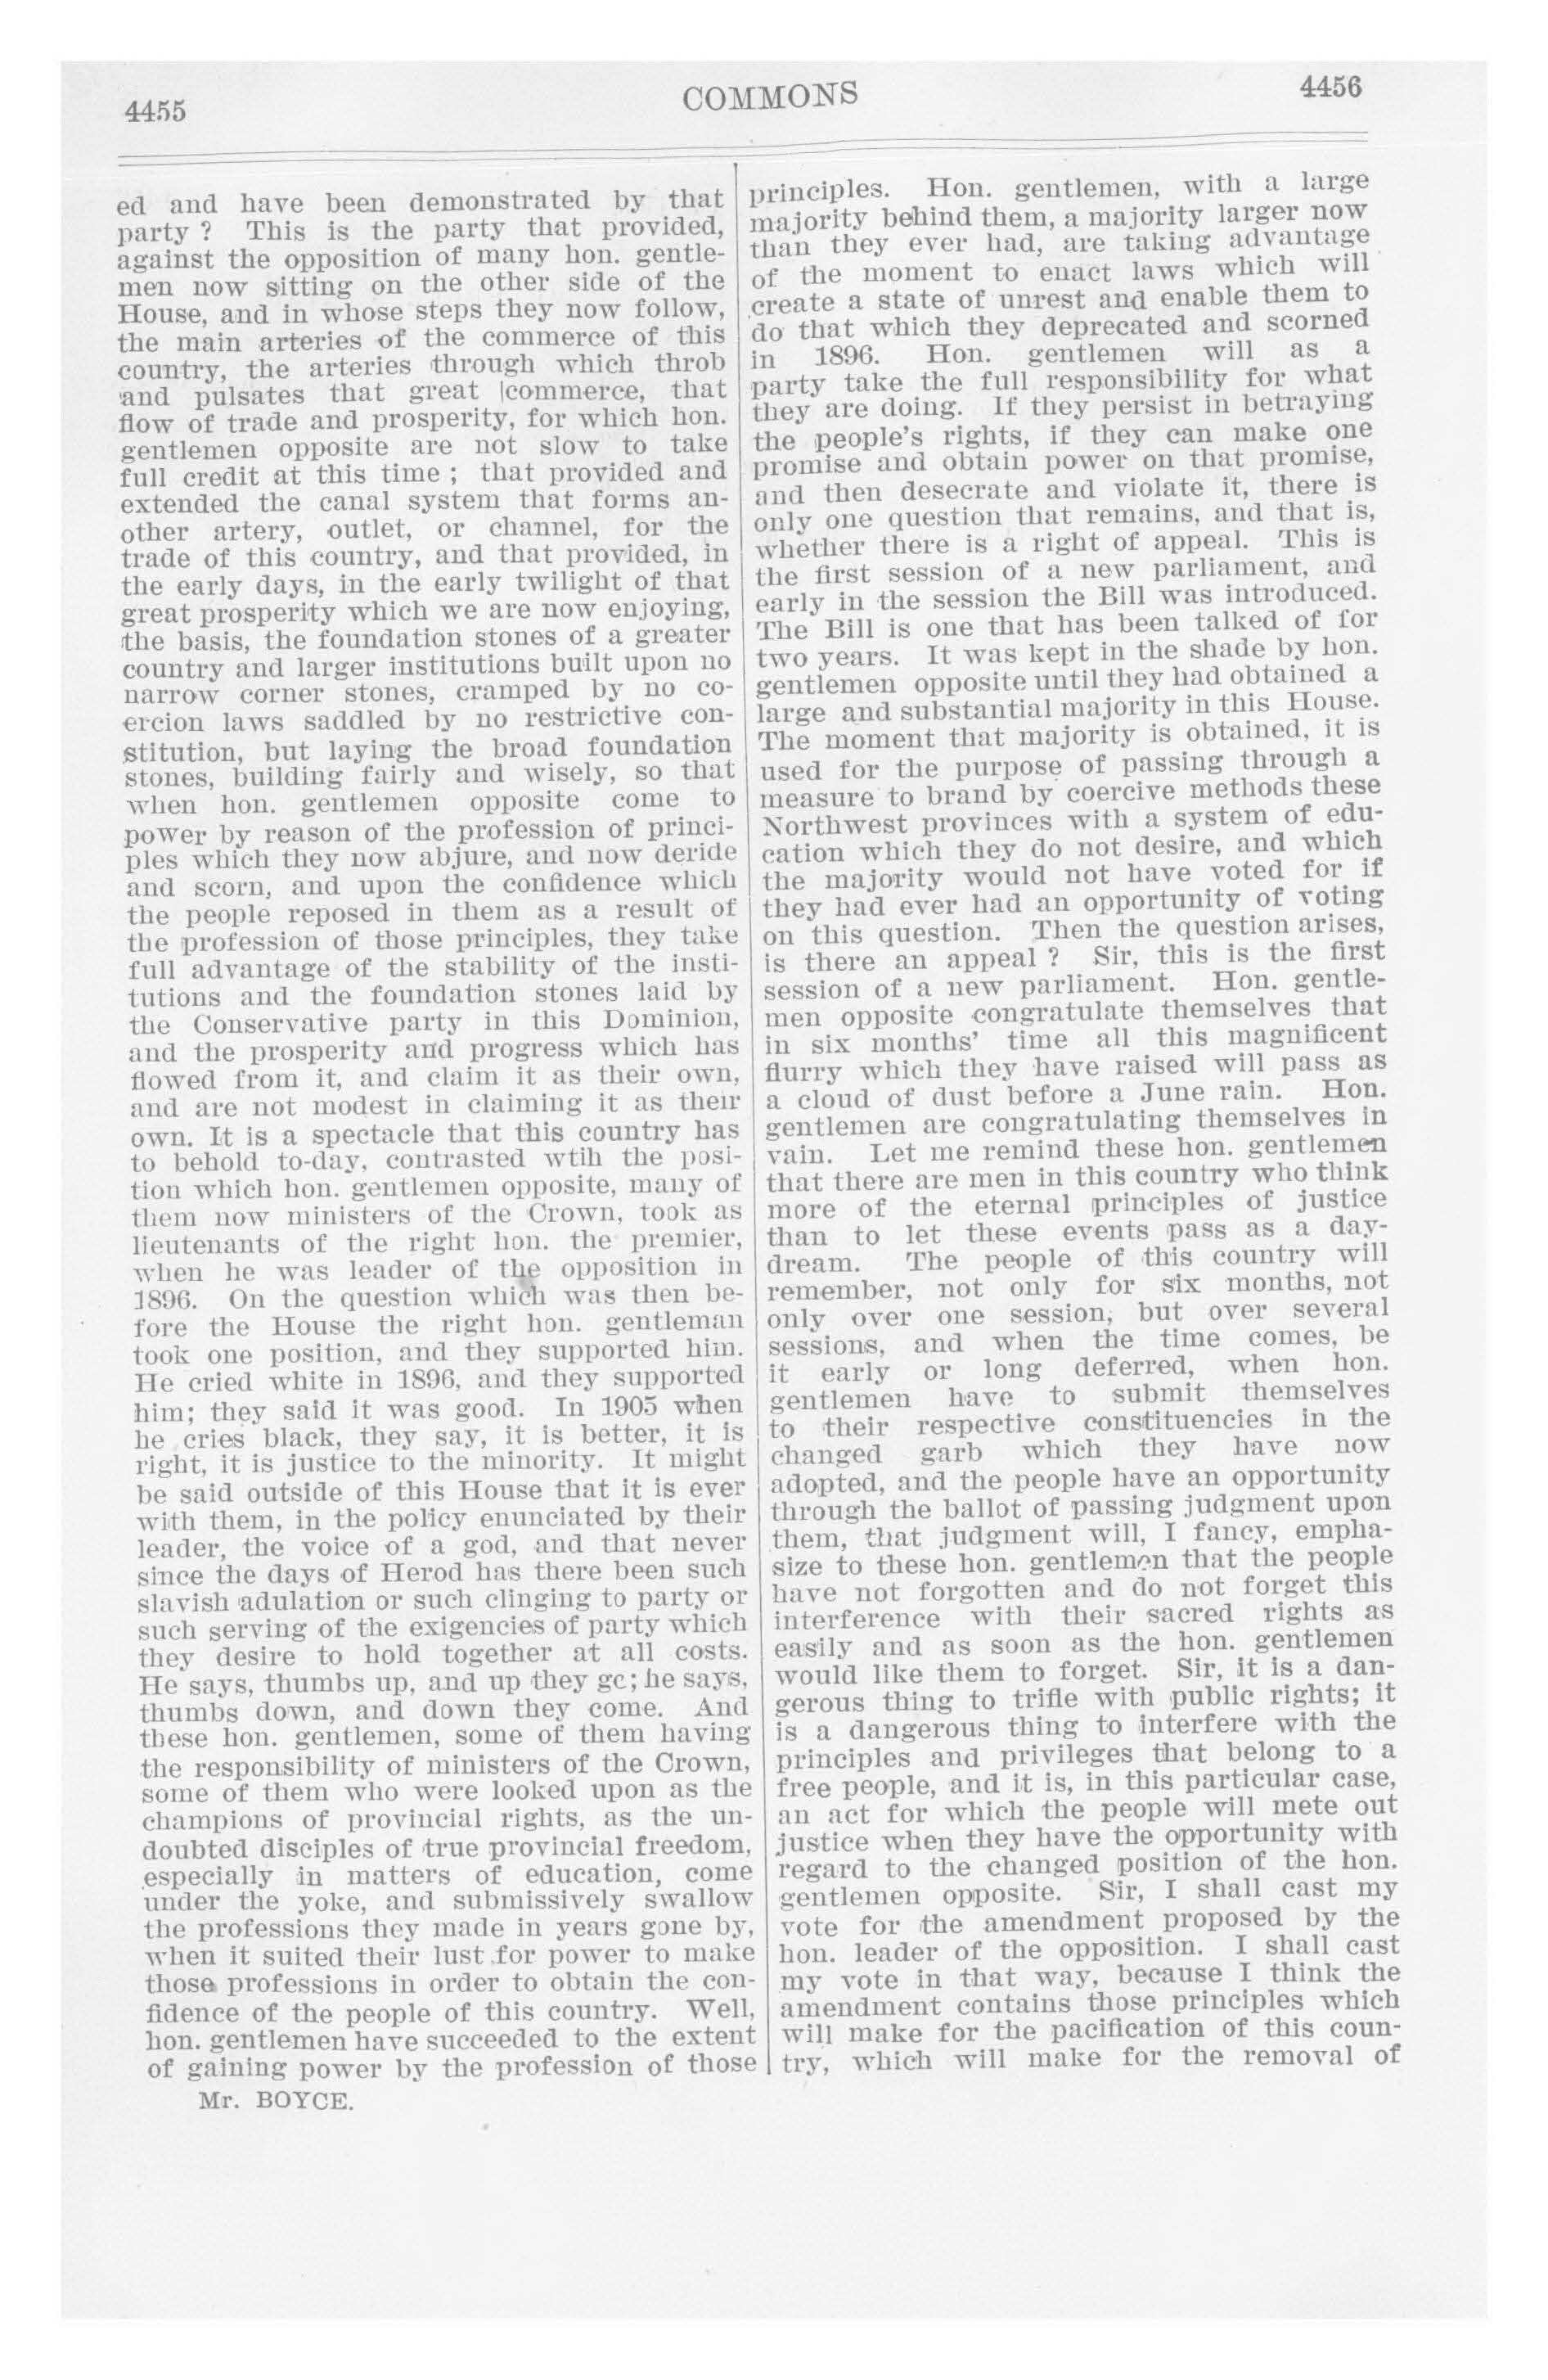 4455
COMMONS
4456
ed and have been demonstrated by that
party ? This is the party that provided,
against the opposition of many hon. gentle-
men now sitting on the other side of the
House, and in whose steps they now follow,
the main arteries of the commerce of this
country, the arteries through which throb
and pulsates that great commerce, that
flow of trade and prosperity, for which hon.
gentlemen opposite are not slow to take
full credit at this time ; that provided and
extended the canal system that forms an-
other artery, outlet, or channel, for the
trade of this country, and that provided, in
the early days, in the early twilight of that
great prosperity which we are now enjoying,
the basis, the foundation stones of a greater
country and larger institutions built upon no
narrow corner stones, cramped by no co-
ercion laws saddled by no restrictive con-
stitution, but laying the broad foundation
stones, building fairly and wisely, so that
when hon. gentlemen opposite come to
power by reason of the profession of princi-
ples which they now abjure, and now deride
and scorn, and upon the confidence which
the people reposed in them as a result of
the profession of those principles, they take
full advantage of the stability of the insti-
tutions and the foundation stones laid by
the Conservative party in this Dominion,
and the prosperity and progress which has
flowed from it, and claim it as their own,
and are not modest in claiming it as their
own. It is a spectacle that this country has
to behold to-day, contrasted wtih the posi-
tion which hon. gentlemen opposite, many of
them now ministers of the Crown, took as
lieutenants of the right hon. the premier,
when he was leader of the opposition in
1896. On the question which was then be-
fore the House the right hon. gentleman
took one position, and they supported him.
He cried white in 1896, and they supported
him; they said it was good. In 1905 when
he cries black, they say, it is better, it is
right, it is justice to the minority. It might
be said outside of this House that it is ever
with them, in the policy enunciated by their
leader, the voice of a god, and that never
since the days of Herod has there been such
slavish adulation or such clinging to party or
such serving of the exigencies of party which
they desire to hold together at all costs.
He says, thumbs up, and up they go; he says,
thumbs down, and down they come. And
these hon. gentlemen, some of them having
the responsibility of ministers of the Crown,
some of them who were looked upon as the
champions of provincial rights, as the un-
doubted disciples of true provincial freedom,
especially in matters of education, come
under the yoke, and submissively swallow
the professions they made in years gone by,
when it suited their lust for power to make
those professions in order to obtain the con-
fidence of the people of this country. Well,
hon. gentlemen have succeeded to the extent
of gaining power by the profession of those
Mr. BOYCE.
principles. Hon. gentlemen, with a large
majority behind them, a majority larger now
than they ever had, are taking advantage
of the moment to enact laws which will
create a state of unrest and enable them to
do that which they deprecated and scorned
in 1896. Hon. gentlemen will as a
party take the full responsibility for what
they are doing. If they persist in betraying
the people's rights, if they can make one
promise and obtain power on that promise,
and then desecrate and violate it, there is
only one question that remains, and that is,
whether there is a right of appeal. This is
the first session of a new parliament, and
early in the session the Bill was introduced.
The Bill is one that has been talked of for
two years. It was kept in the shade by hon.
gentlemen opposite until they had obtained a
large and substantial majority in this House.
The moment that majority is obtained, it is
used for the purpose of passing through a
measure to brand by coercive methods these
Northwest provinces with a system of edu-
cation which they do not desire, and which
the majority would not have voted for if
they had ever had an opportunity of voting
on this question. Then the question arises,
is there an appeal ? Sir, this is the first
session of a new parliament. Hon. gentle-
men opposite congratulate themselves that
in six months' time all this magnificent
flurry which they have raised will pass as
a cloud of dust before a June rain. Hon.
gentlemen are congratulating themselves in
vain. Let me remind these hon. gentlemen
that there are men in this country who think
more of the eternal principles of justice
than to let these events pass as a day-
dream. The people of this country will
remember, not only for six months, not
only over one session, but over several
sessions, and when the time comes, be
it early or long deferred, when hon.
gentlemen have to submit themselves
to their respective constituencies in the
changed garb which they have now
adopted, and the people have an opportunity
through the ballot of passing judgment upon
them, that judgment will, I fancy, empha-
size to these hon. gentlemen that the people
have not forgotten and do not forget this
interference with their sacred rights as
easily and as soon as the hon. gentlemen
would like them to forget. Sir, it is a dan-
gerous thing to trifle with public rights; it
is a dangerous thing to interfere with the
principles and privileges that belong to a
free people, and it is, in this particular case,
an act for which the people will mete out
justice when they have the opportunity with
regard to the changed position of the hon.
gentlemen opposite. Sir, I shall cast my
vote for the amendment proposed by the
hon. leader of the opposition. I shall cast
my vote in that way, because I think the
amendment contains those principles which
will make for the pacification of this coun-
try, which will make for the removal of